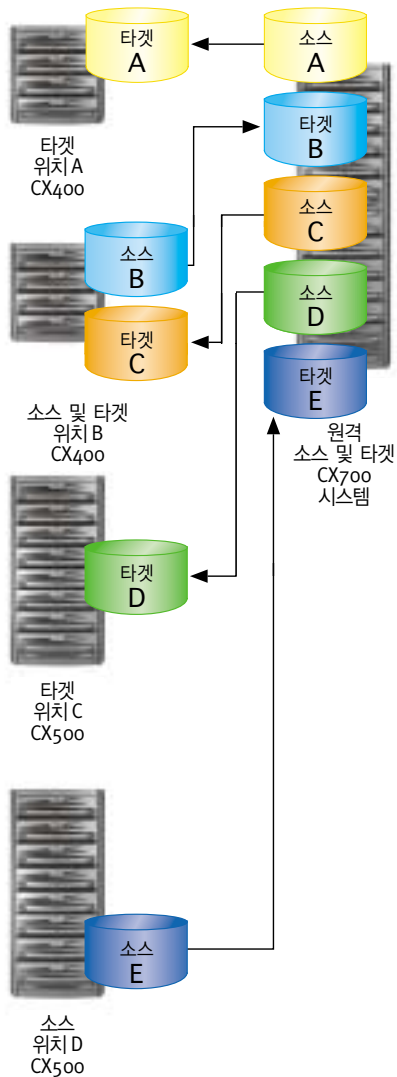 타겟
A
소스
A
타겟
위치 A
CX400
타겟
B
소스
C
소스
B
소스
D
타겟
C
타겟
E
소스 및 타겟
위치 B
CX400
원격
소스 및 타겟
CX700
시스템
타겟
D
타겟
위치 C
CX500
소스
E
소스
위치 D
CX500